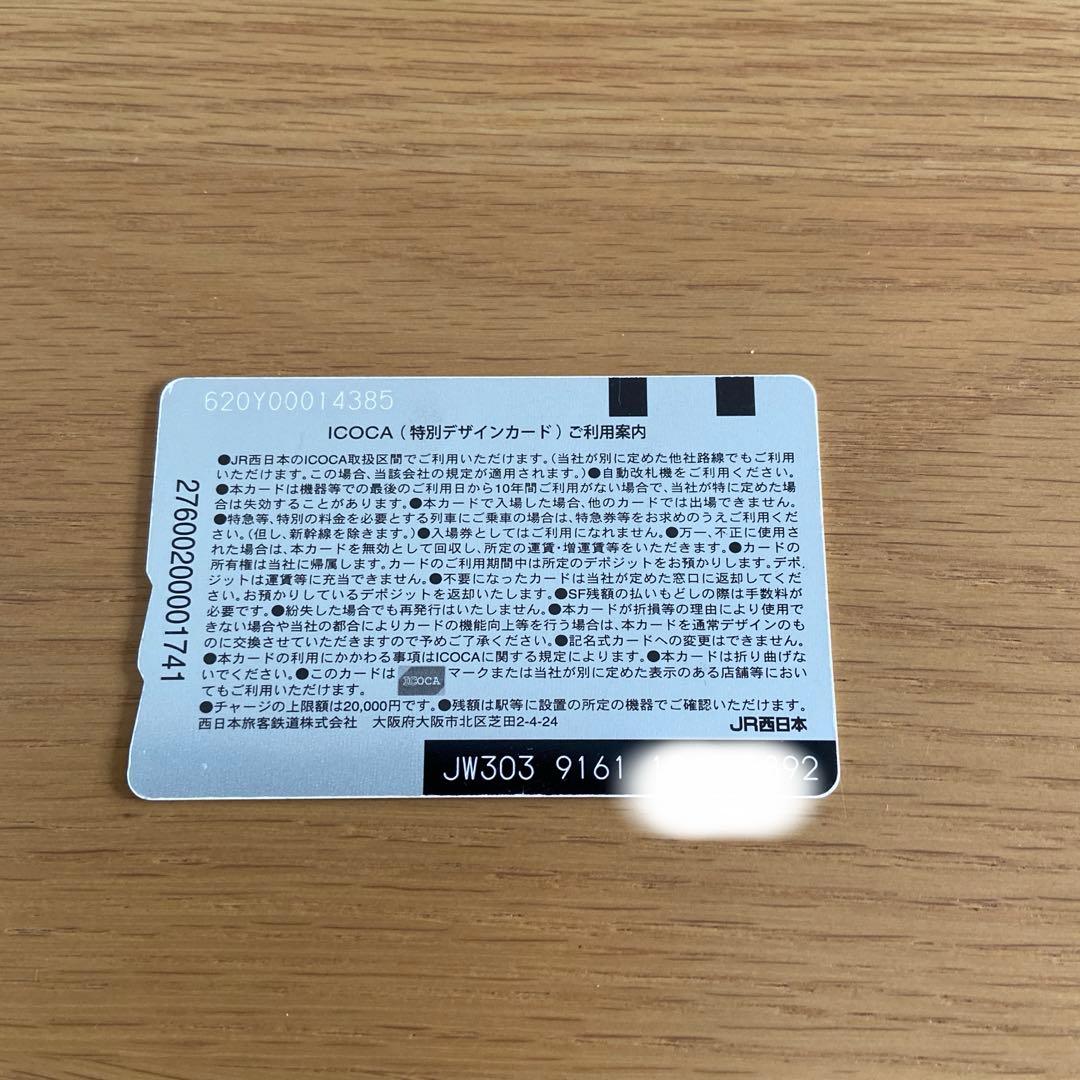 620Y00014385
ICOCA（特別デザインカード）ご利用案内
●JR西日本のICOCA取扱区間でご利用いただけます。（当社が別に定めた他社路線でもご利用
いただけます。この場合、当該会社の規定が適用されます。）●自動改札機をご利用ください。
●本カードは機器等での最後のご利用日から10年間ご利用がない場合で、当社が特に定めた場
合は失効することがあります。●本カードで入場した場合、他のカードでは出場できません。
●特急等、特別の料金を必要とする列車にご乗車の場合は、特急券等をお求めのうえご利用くだ
さい。（但し、新幹線を除きます。）●入場券としてはご利用になれません。●万一、不正に使用さ
れた場合は、本カードを無効として回収し、所定の運賃・増運賃等をいただきます。●カードの
所有権は当社に帰属します。カードのご利用期間中は所定のデポジットをお預かりします。デポ
ジットは運賃等に充当できません。●不要になったカードは当社が定めた窓口に返却してくだ
さい。お預かりしているデポジットを返却いたします。●SF残額の払いもどしの際は手数料が
必要です。●紛失した場合でも再発行はいたしません。●本カードが折損等の理由により使用で
きない場合や当社の都合によりカードの機能向上等を行う場合は、本カードを通常デザインのも
のに交換させていただきますので予めご了承ください。●記名式カードへの変更はできません。
●本カードの利用にかかわる事項はICOCAに関する規定によります。●本カードは折り曲げな
いでください。●このカードは ICOCA マークまたは当社が別に定めた表示のある店舗等におい
てもご利用いただけます。
●チャージの上限額は20,000円です。●残額は駅等に設置の所定の機器でご確認いただけます。
西日本旅客鉄道株式会社 大阪府大阪市北区芝田2-4-24 JR西日本
JW303 9161
27600200001741